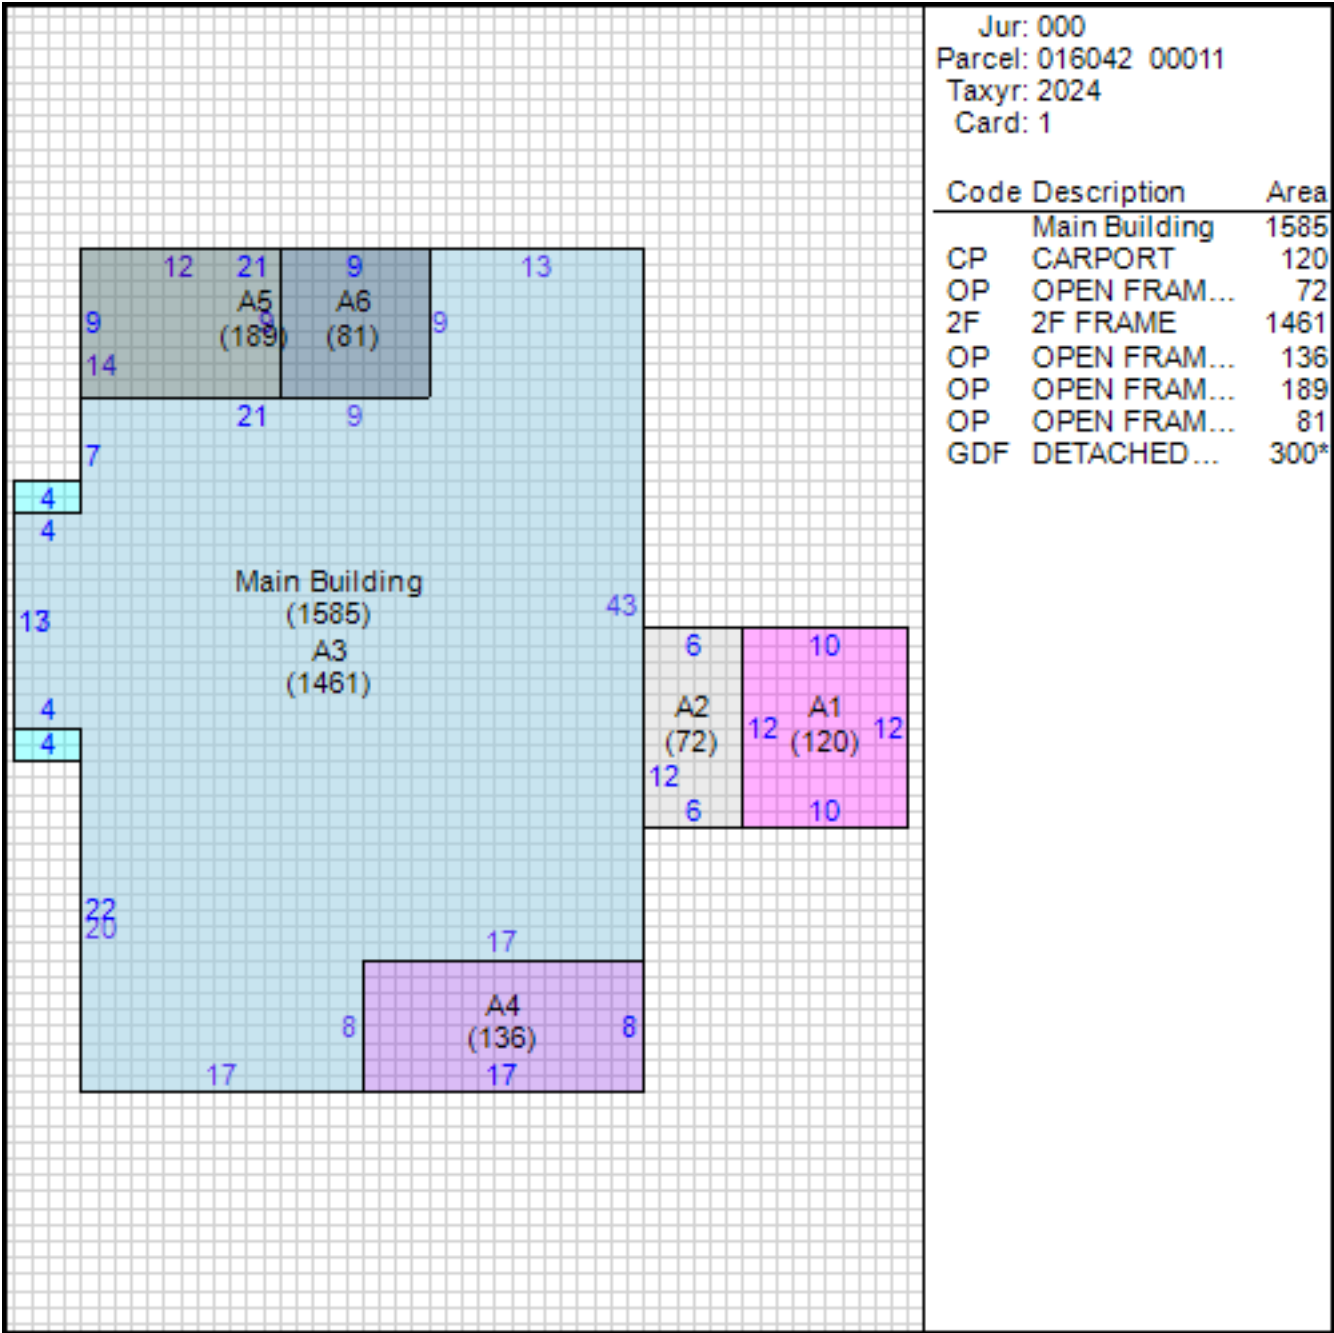 Jur: 000
Parcel: 016042 00011
Taxyr: 2024
Card: 1
Code Description Area
Main Building 1585
CP CARPORT 120
OP OPEN FRAM... 72
2F 2F FRAME 1461
OP OPEN FRAM... 136
OP OPEN FRAM... 189
OP OPEN FRAM... 81
GDF DETACHED... 300*
12 21 9 13
A5 A6
9 9 9
(189) (81)
14
21 9
7
4
4
Main Building
(1585)
43
13
A3
(1461)
6 10
4
A2 A1
12 12
4
(72) (120)
12
6 10
22
20
17
A4
8 8
(136)
17 17